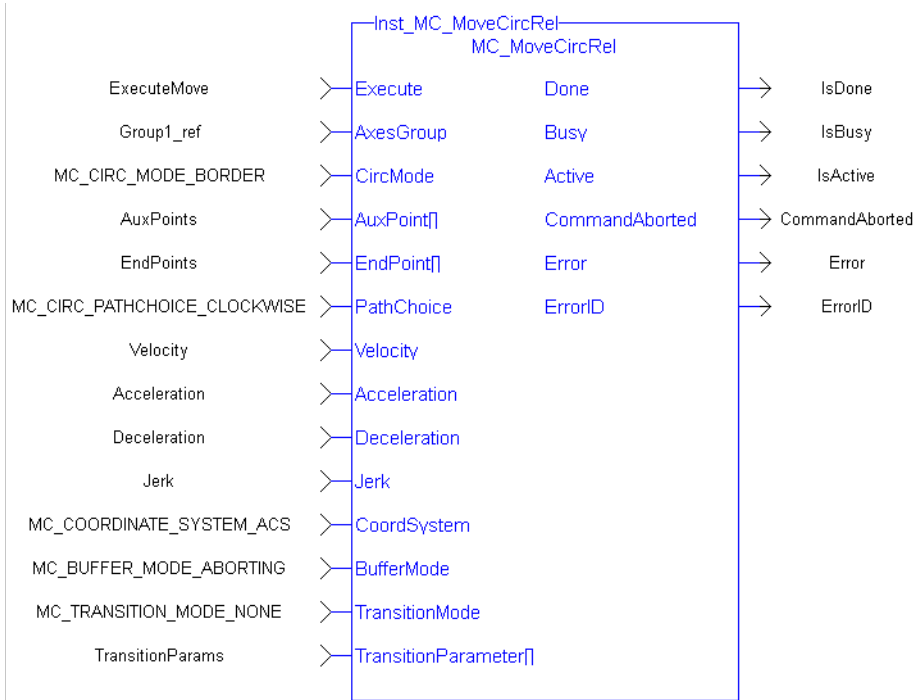 Inst_MC_MoveCircRel
MC_MoveCircRel
ExecuteMove Execute Done IsDone
Group1_ref AxesGroup Busy IsBusy
MC_CIRC_MODE_BORDER CircMode Active IsActive
AuxPoints AuxPoint[] CommandAborted CommandAborted
EndPoints EndPoint[] Error Error
MC_CIRC_PATHCHOICE_CLOCKWISE PathChoice ErrorID ErrorID
Velocity Velocity
Acceleration Acceleration
Deceleration Deceleration
Jerk Jerk
MC_COORDINATE_SYSTEM_ACS CoordSystem
MC_BUFFER_MODE_ABORTING BufferMode
MC_TRANSITION_MODE_NONE TransitionMode
TransitionParams TransitionParameter[]